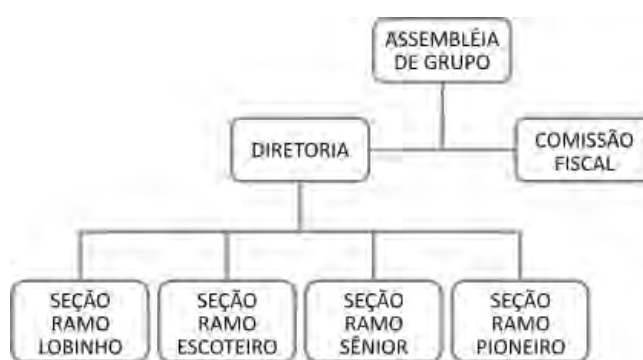 ASSEMBLÉIA
DE GRUPO
DIRETORIA
COMISSÃO
FISCAL
SEÇÃO
RAMO
LOBINHO
SEÇÃO
RAMO
ESCOTEIRO
SEÇÃO
RAMO
SÊNIOR
SEÇÃO
RAMO
PIONEIRO